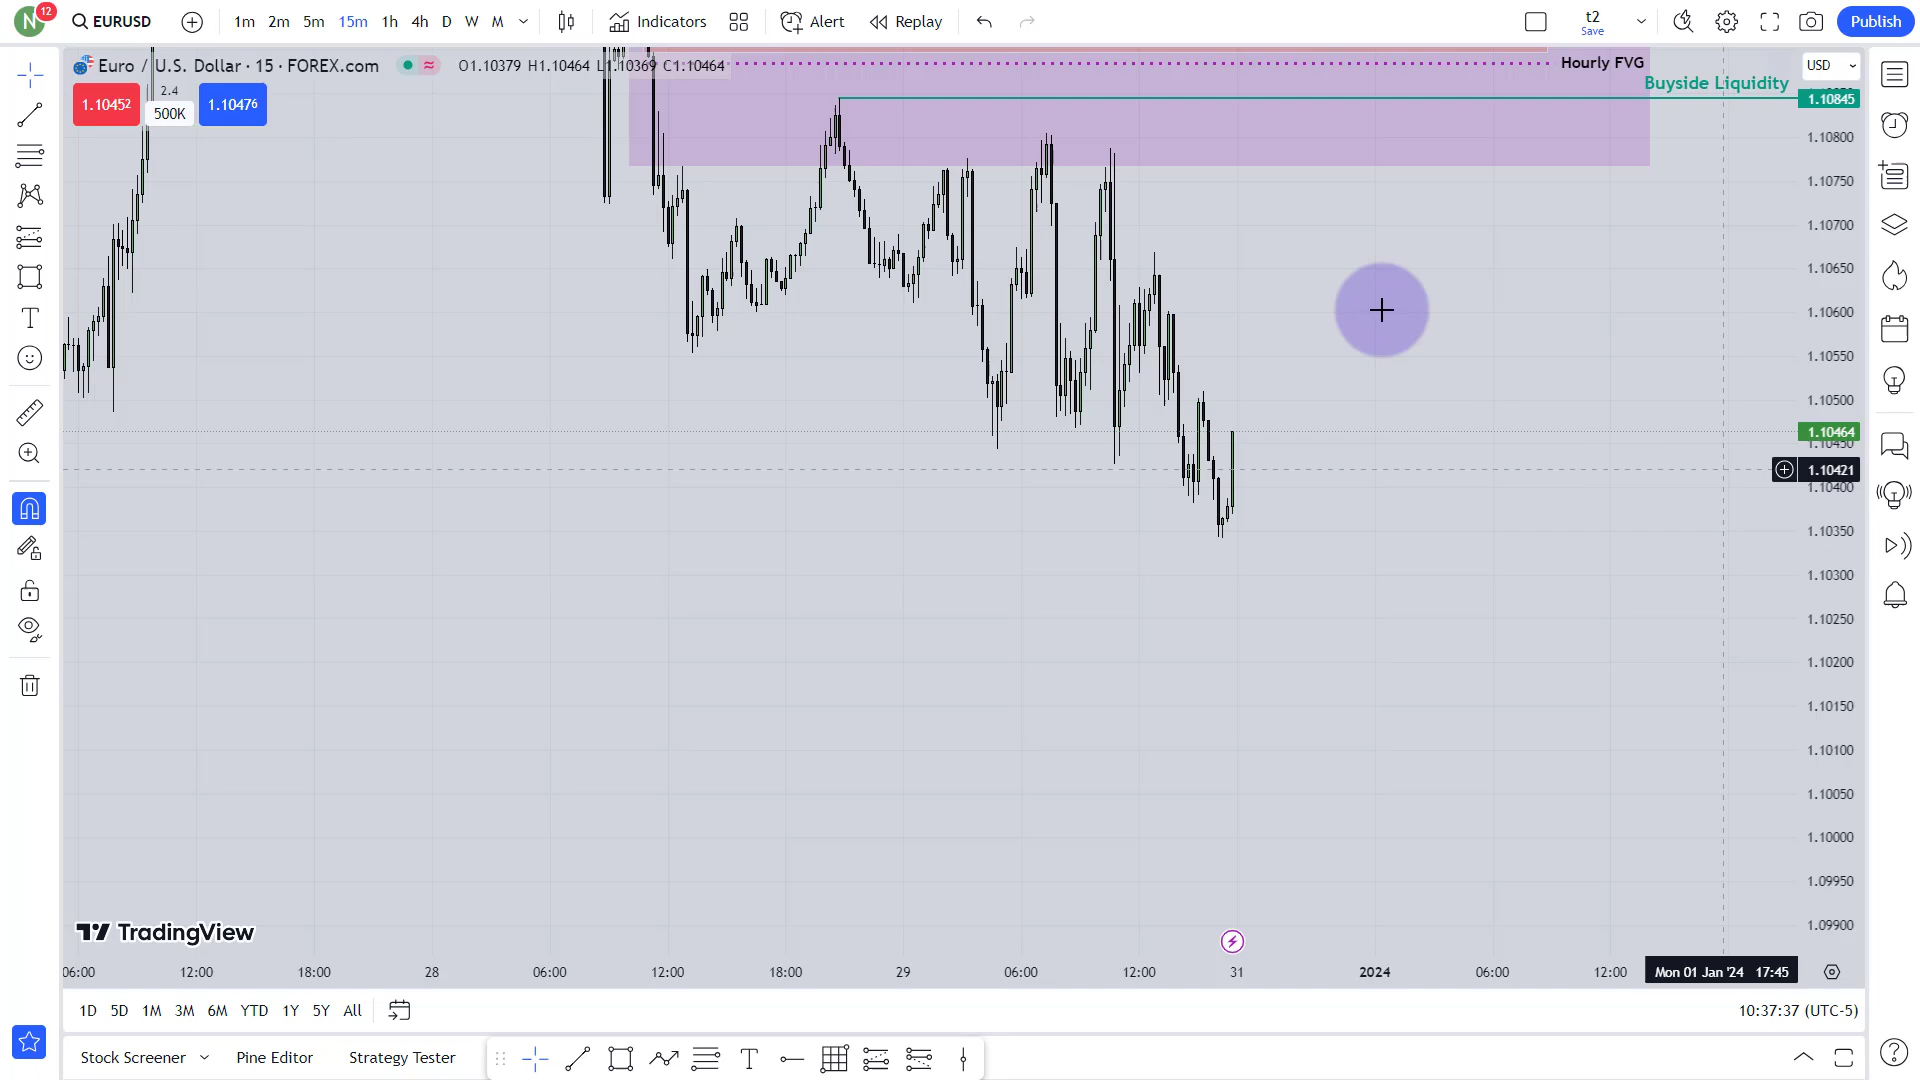 N 12 EURUSD 1m 2m 5m 15m 1h 4h D W M Indicators Alert Replay t2 Save Publish
Euro / U.S. Dollar · 15 · FOREX.com O1.10379 H1.10464 L1.10369 C1.10464
Hourly FVG
USD
Buyside Liquidity
1.10845
1.10452
2.4
500K
1.10476
1.10800
1.10750
1.10700
1.10650
1.10600
1.10550
1.10500
1.10464
1.10450
1.10421
1.10400
1.10350
1.10300
1.10250
1.10200
1.10150
1.10100
1.10050
1.10000
1.09950
1.09900
TradingView
06:00 12:00 18:00 28 06:00 12:00 18:00 29 06:00 12:00 31 2024 06:00 12:00 Mon 01 Jan '24 17:45
1D 5D 1M 3M 6M YTD 1Y 5Y All 10:37:37 (UTC-5)
Stock Screener Pine Editor Strategy Tester